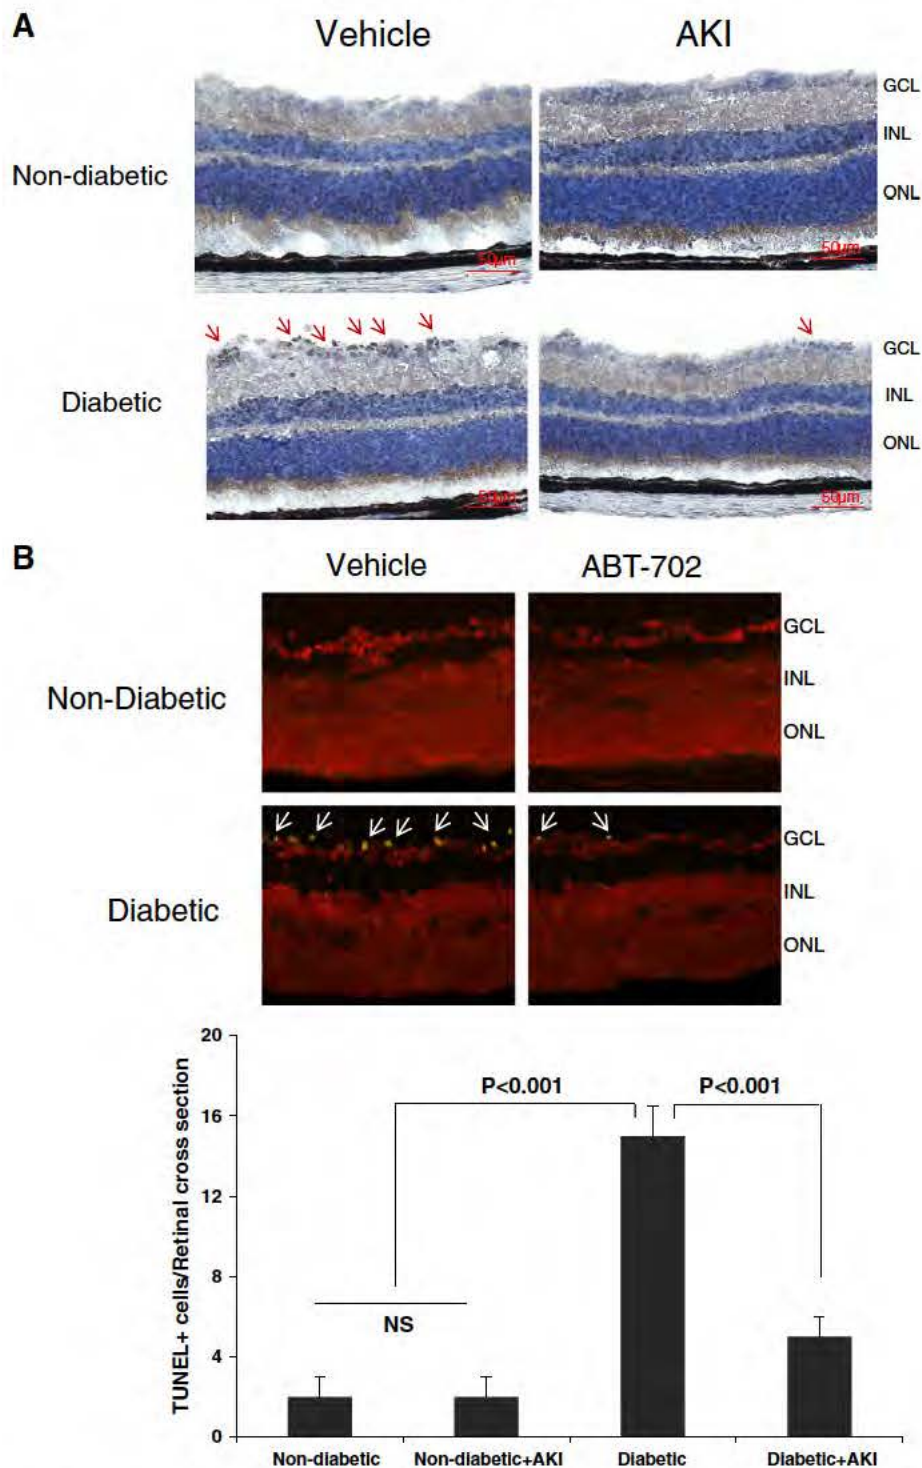 A
Vehicle AKI
GCL
INL
Non-diabetic
ONL
50µm 50µm
GCL
INL
Diabetic
ONL
50µm 50µm
B
Vehicle ABT-702
GCL
INL
Non-Diabetic
ONL
GCL
INL
Diabetic
ONL
TUNEL+ cells/Retinal cross section
20
P<0.001 P<0.001
16
12
8
NS
4
0
Non-diabetic Non-diabete+AKI Diabetic Diabetic+AKI